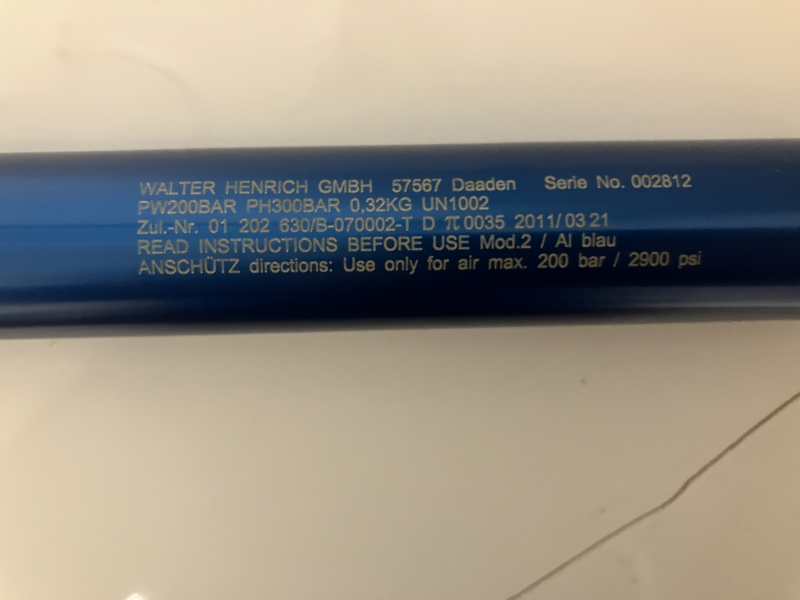 WALTER HENRICH GMBH 57567 Daaden Serie No. 002812
PW200BAR PH300BAR 0,32KG UN1002
Zul.-Nr. 01 202 630/B-070002-T D π 0035 2011/03 21
READ INSTRUCTIONS BEFORE USE Mod.2 / Al blau
ANSCHÜTZ directions: Use only for air max. 200 bar / 2900 psi